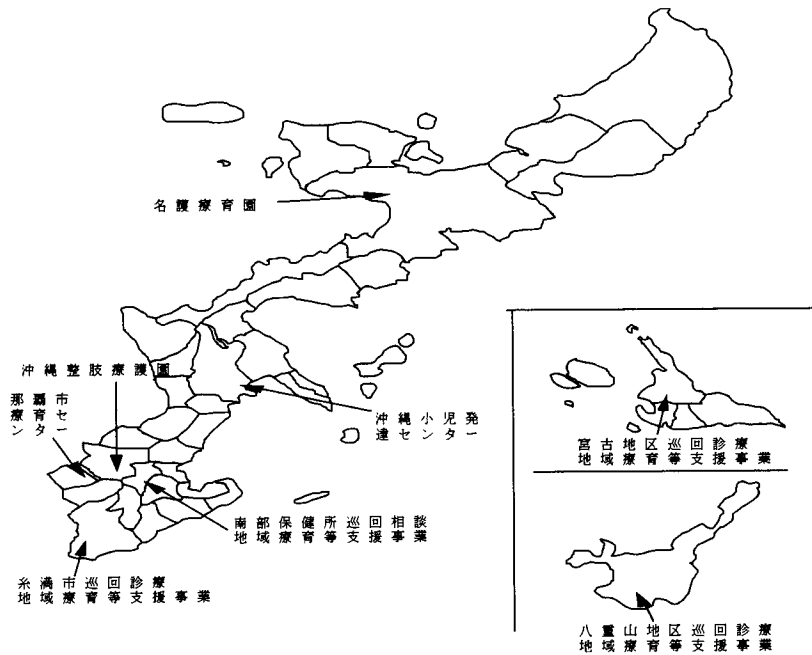 名護療育園
沖縄整肢療護園
那覇市
療育セー
ンター
沖縄小児発
達センター
宮古地区巡回診療
地域療育等支援事業
南部保健所巡回相談
地域療育等支援事業
糸満市巡回診療
地域療育等支援事業
八重山地区巡回診療
地域療育等支援事業